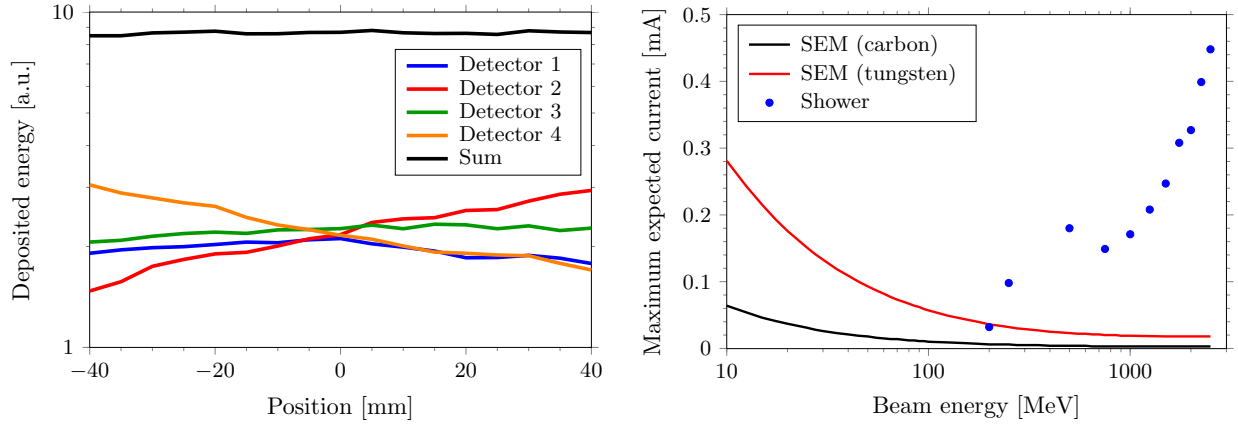 10
1
Deposited energy [a.u.]
−40
−20
0
20
40
Position [mm]
Detector 1
Detector 2
Detector 3
Detector 4
Sum
0.5
0.4
0.3
0.2
0.1
0
Maximum expected current [mA]
10
100
1000
Beam energy [MeV]
SEM (carbon)
SEM (tungsten)
Shower